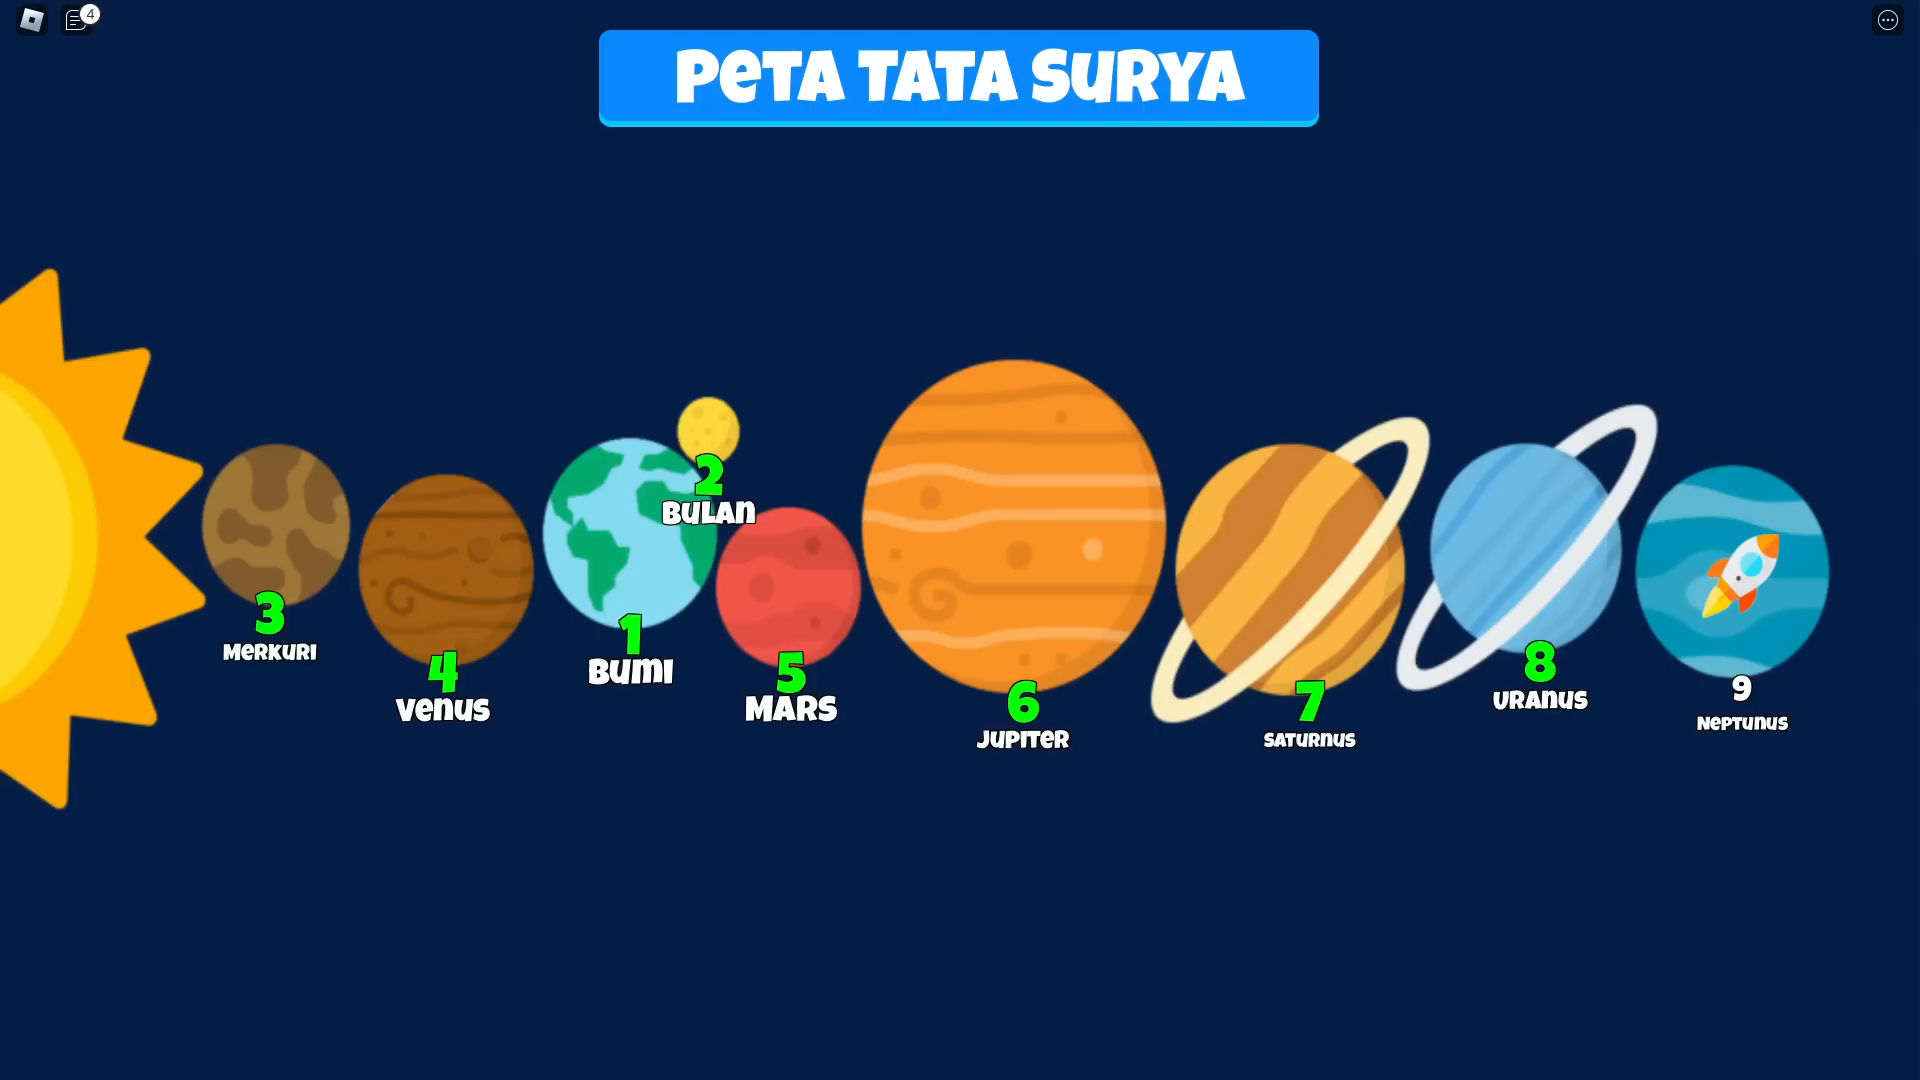 4
PETA TATA SURYA
3
MERKURI
4
VENUS
1
BUMI
2
BULAN
5
MARS
6
JUPITER
7
SATURNUS
8
URANUS
9
NEPTUNUS